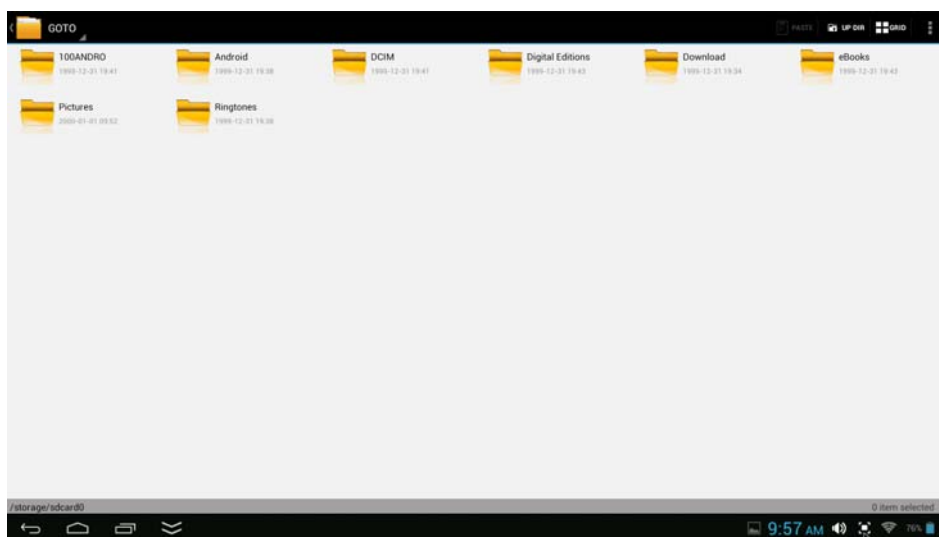 GOTO PASTE UP DIR GRID
100ANDRO Android DCIM Digital Editions Download eBooks
1999-12-31 19:41 1999-12-31 19:38 1999-12-31 19:41 1999-12-31 19:43 1999-12-31 19:34 1999-12-31 19:43
Pictures Ringtones
2000-01-01 09:52 1999-12-31 19:38
/storage/sdcard0 0 item selected
9:57 AM 76%